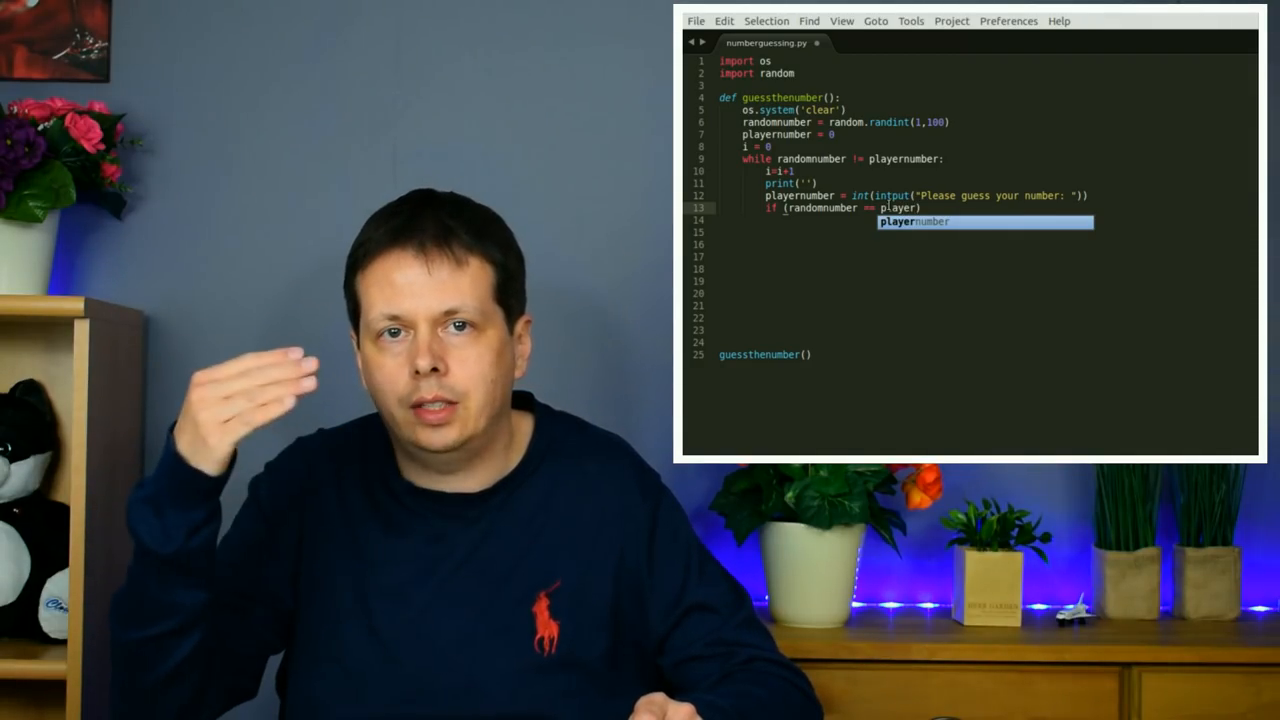 File Edit Selection Find View Goto Tools Project Preferences Help
numberguessing.py
1 import os
2 import random
3
4 def guessthenumber():
5 os.system('clear')
6 randomnumber = random.randint(1,100)
7 playernumber = 0
8 i = 0
9 while randomnumber != playernumber:
10 i=i+1
11 print('')
12 playernumber = int(intput("Please guess your number: "))
13 if (randomnumber == player)
14 playernumber
15
16
17
18
19
20
21
22
23
24
25 guessthenumber()